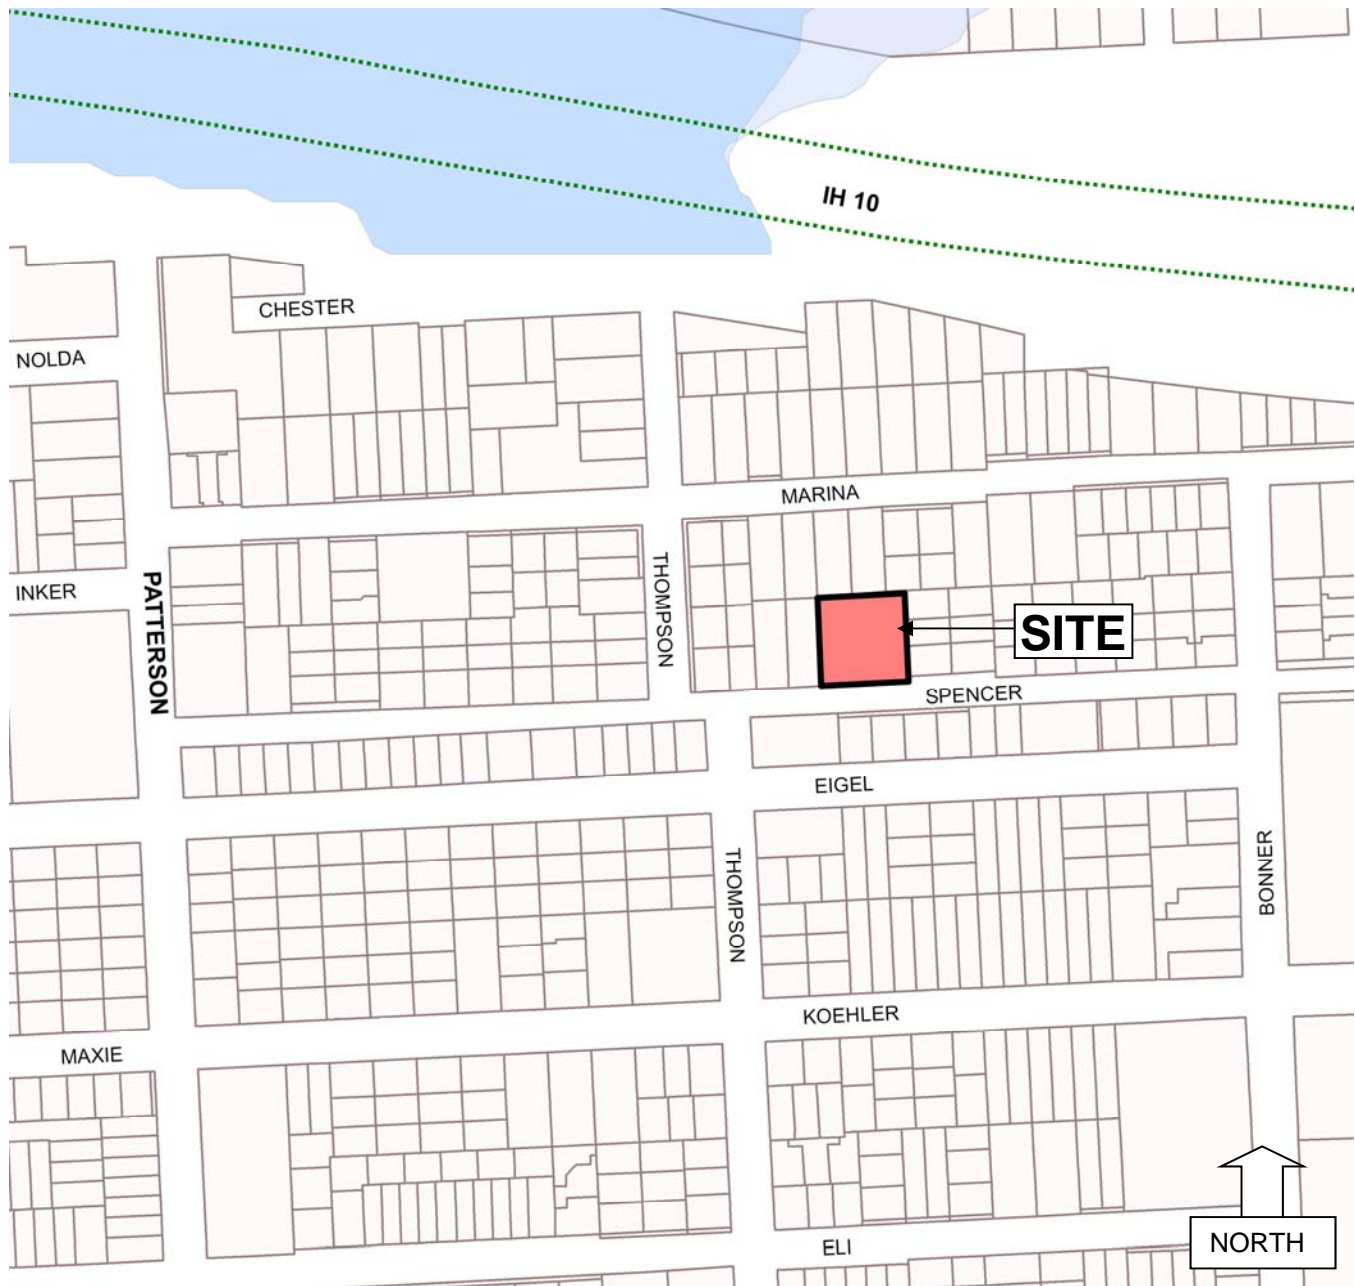 IH 10
CHESTER
NOLDA
MARINA
THOMPSON
PATTERSON
INKER
SITE
SPENCER
EIGEL
THOMPSON
BONNER
KOEHLER
MAXIE
ELI
NORTH